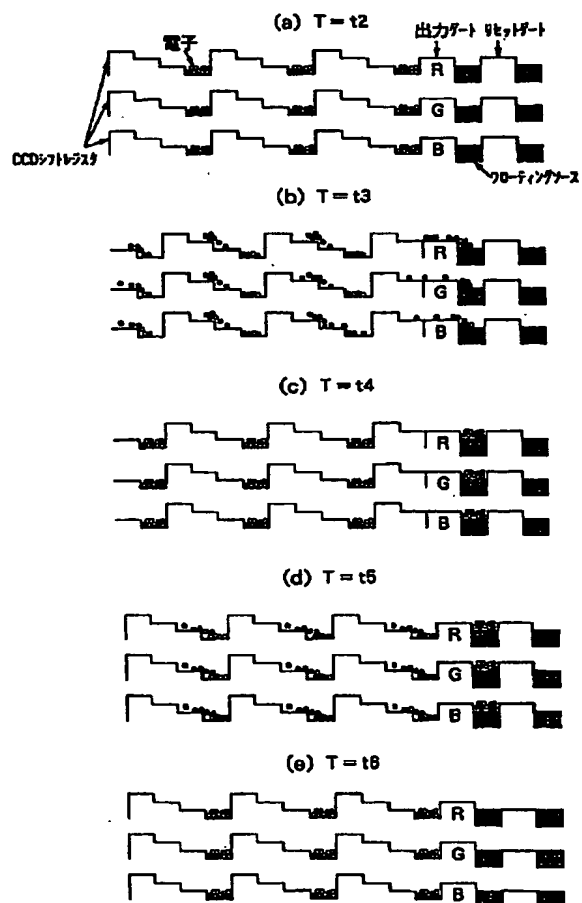 (a) T=t2
電子
出力ゲート リセットゲート
R
G
B
CCDシフトレジスタ
フローティングソース
(b) T=t3
R
G
B
(c) T=t4
R
G
B
(d) T=t5
R
G
B
(e) T=t6
R
G
B